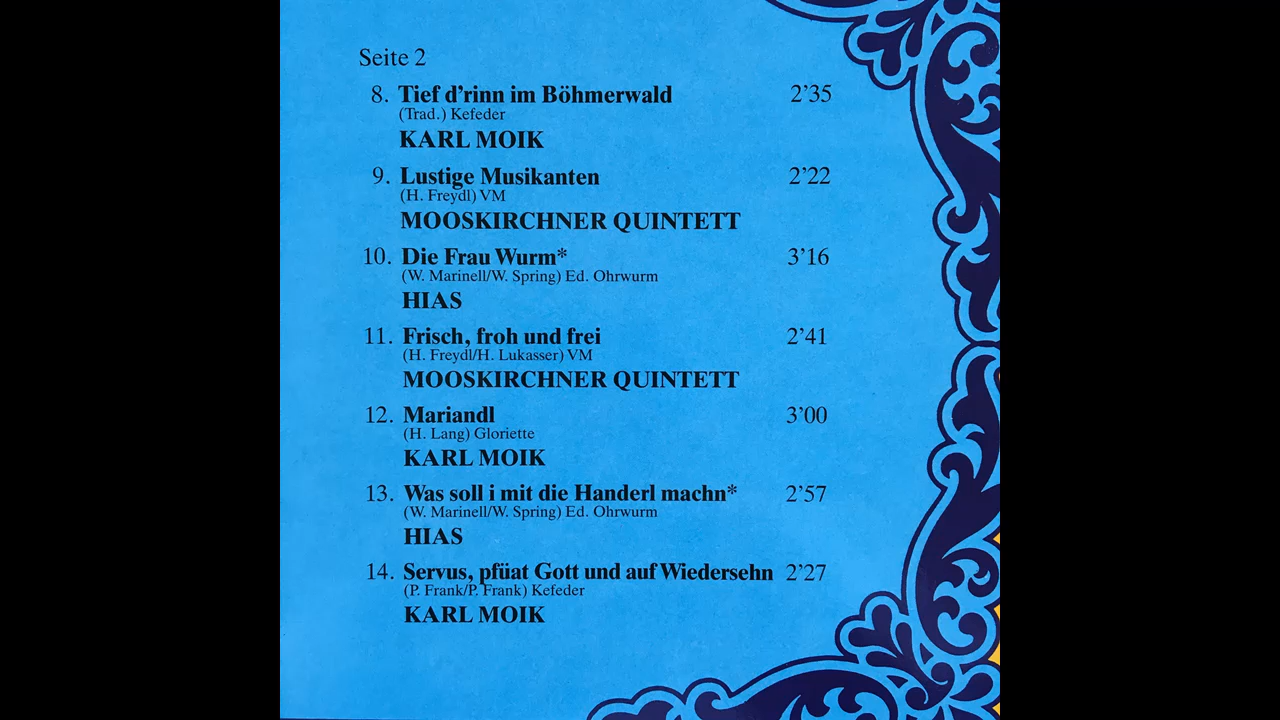 Seite 2
8. Tief d'rinn im Böhmerwald 2'35
(Trad.) Kefeder
KARL MOIK
9. Lustige Musikanten 2'22
(H. Freydl) VM
MOOSKIRCHNER QUINTETT
10. Die Frau Wurm* 3'16
(W. Marinell/W. Spring) Ed. Ohrwurm
HIAS
11. Frisch, froh und frei 2'41
(H. Freydl/H. Lukasser) VM
MOOSKIRCHNER QUINTETT
12. Mariandl 3'00
(H. Lang) Gloriette
KARL MOIK
13. Was soll i mit die Handerl machn* 2'57
(W. Marinell/W. Spring) Ed. Ohrwurm
HIAS
14. Servus, pfüat Gott und auf Wiedersehn 2'27
(P. Frank/P. Frank) Kefeder
KARL MOIK